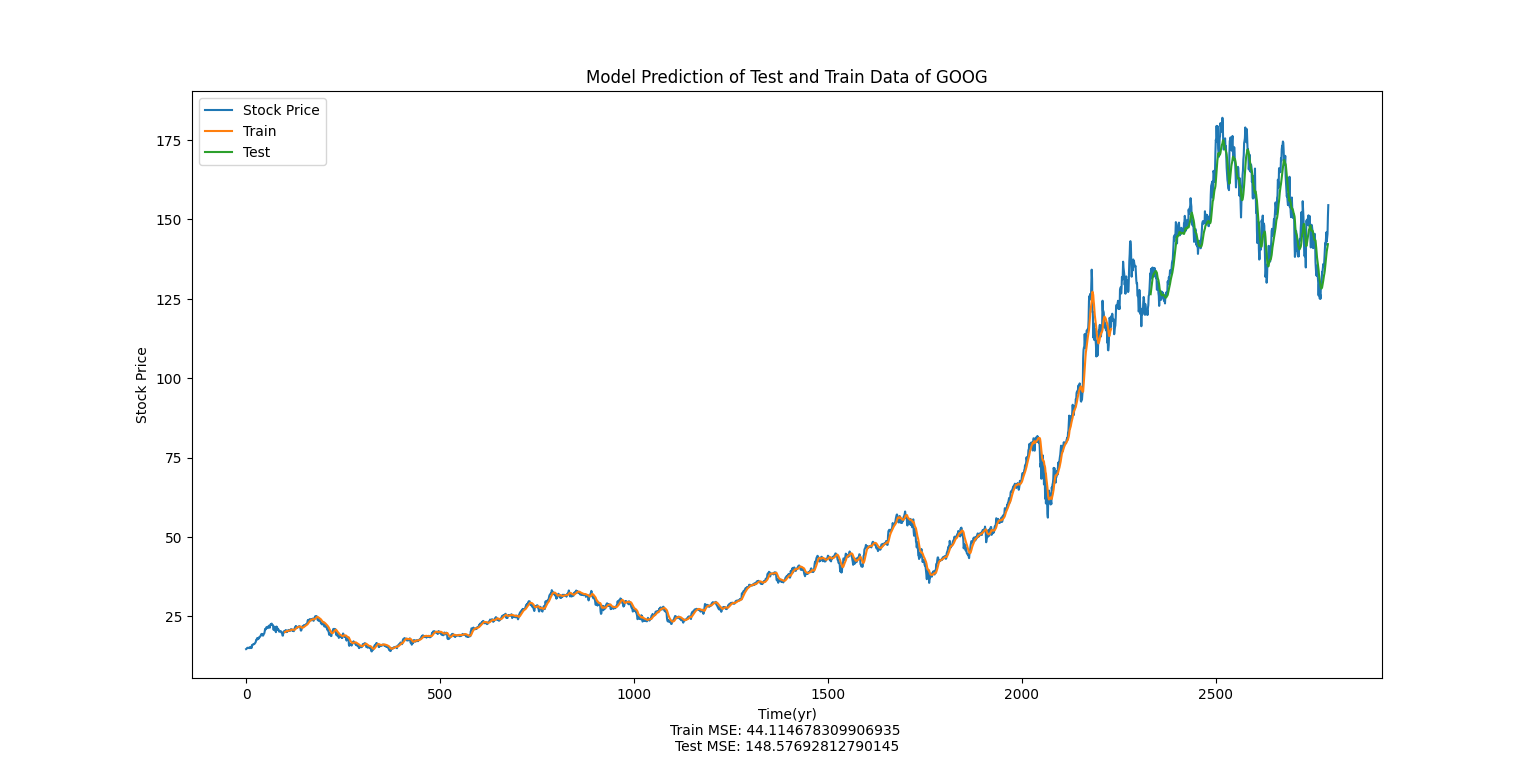 Model Prediction of Test and Train Data of GOOG
Stock Price
Train
Test
175
150
125
100
75
50
25
Stock Price
0
500
1000
1500
2000
2500
Time(yr)
Train MSE: 44.114678309906935
Test MSE: 148.57692812790145